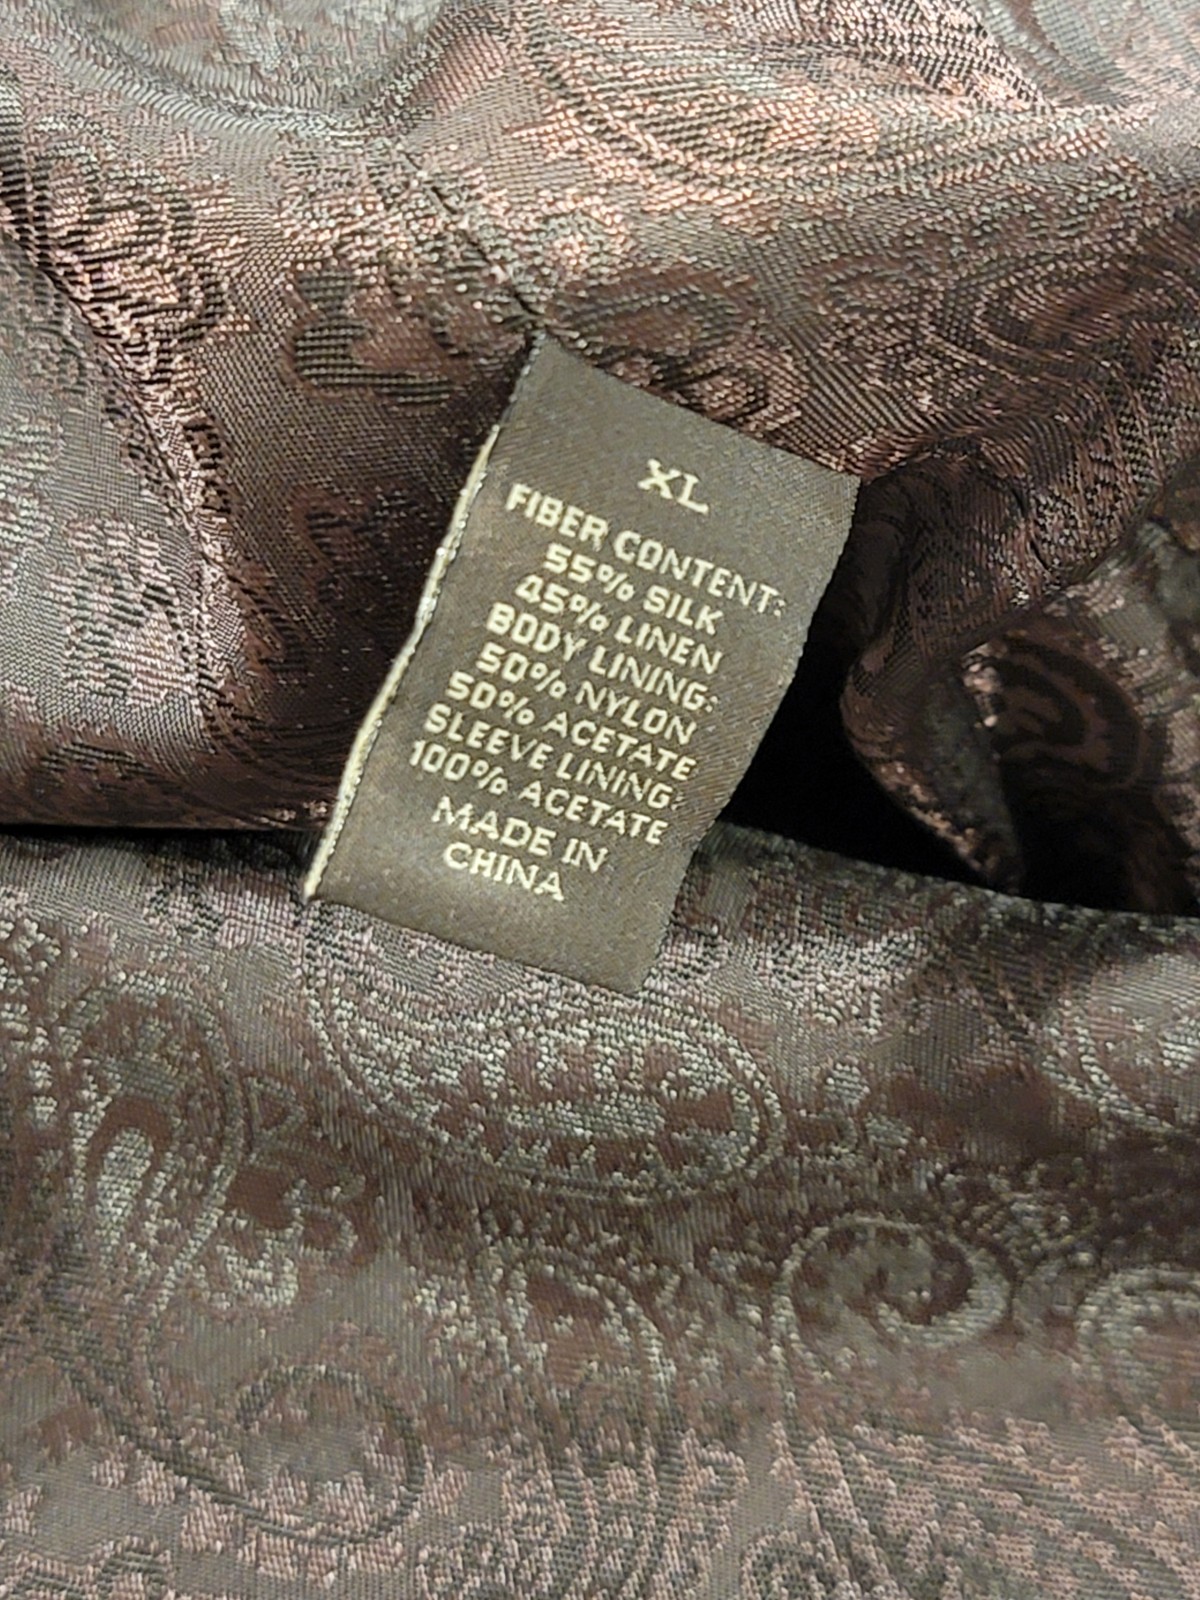 XL
FIBER CONTENT:
55% SILK
45% LINEN
BODY LINING:
50% NYLON
50% ACETATE
SLEEVE LINING:
100% ACETATE
MADE IN
CHINA